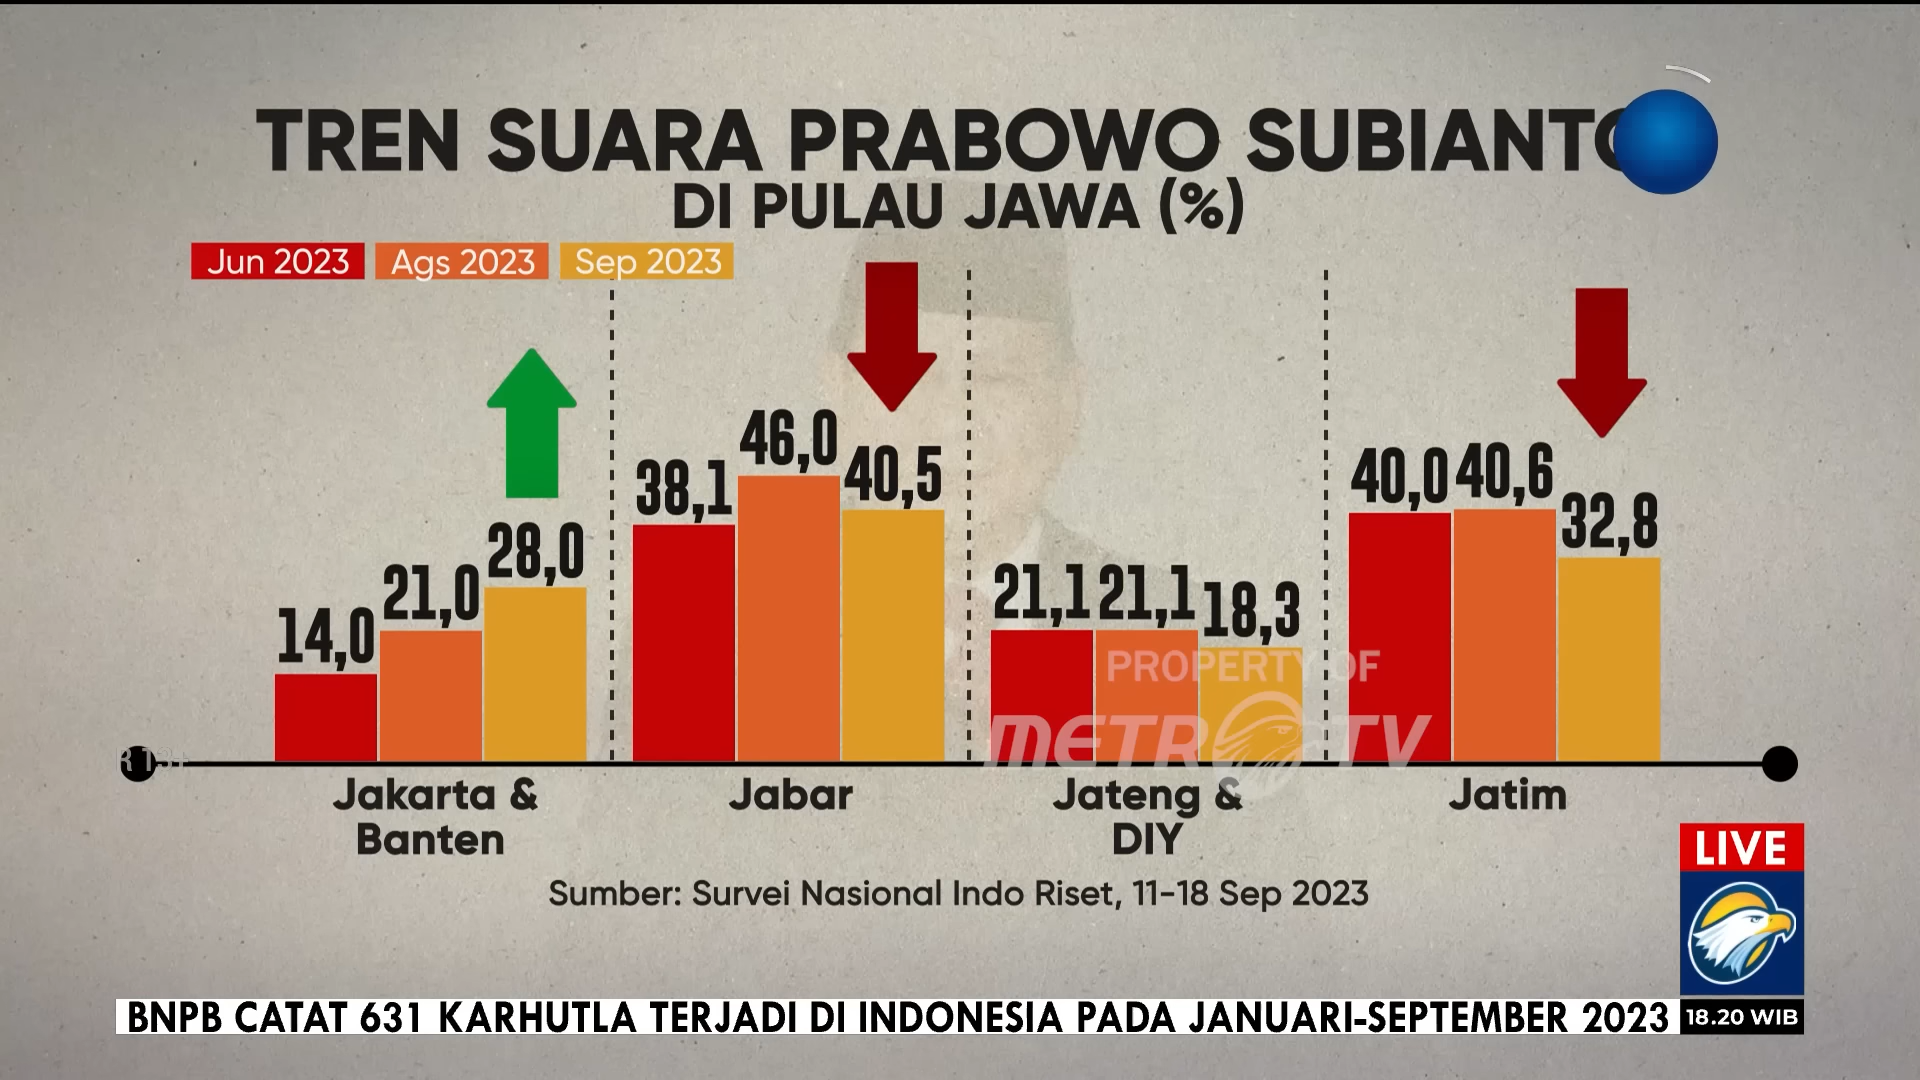 TREN SUARA PRABOWO SUBIANTO
DI PULAU JAWA (%)
Jun 2023 Ags 2023 Sep 2023
14,0 21,0 28,0
38,1 46,0 40,5
21,1 21,1 18,3
40,0 40,6 32,8
PROPERTY OF
METRO TV
Jakarta &
Banten
Jabar
Jateng &
DIY
Jatim
Sumber: Survei Nasional Indo Riset, 11-18 Sep 2023
LIVE
BNPB CATAT 631 KARHUTLA TERJADI DI INDONESIA PADA JANUARI-SEPTEMBER 2023
18.20 WIB